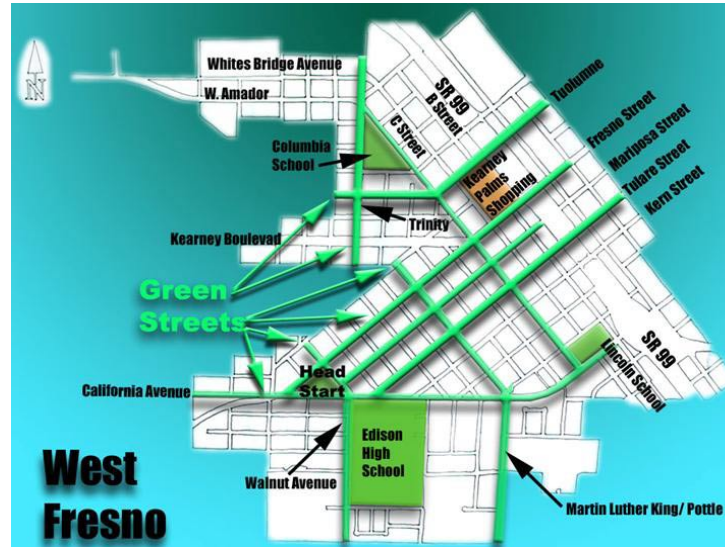 N
Whites Bridge Avenue
W. Amador
Columbia
School
C Street
SR 99
B Street
Tuolumne
Fresno Street
Mariposa Street
Tulare Street
Kern Street
Kearney
Palms
Shopping
Trinity
Kearney Boulevad
Green
Streets
Head
Start
California Avenue
Lincoln School
SR 99
Edison
High
School
Walnut Avenue
Martin Luther King/ Pottle
West
Fresno